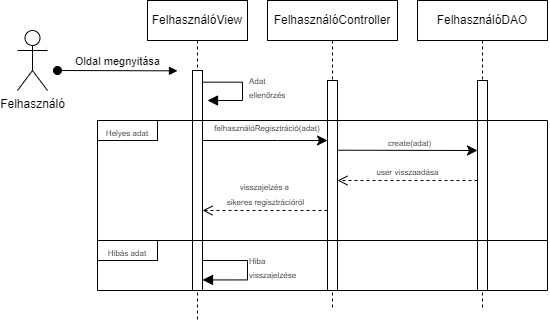 FelhasználóView
FelhasználóController
FelhasználóDAO
Oldal megnyitása
Felhasználó
Adat
ellenőrzés
Helyes adat
felhasználóRegisztráció(adat)
create(adat)
user visszaadása
visszajelzés a
sikeres regisztrációról
Hibás adat
Hiba
visszajelzése